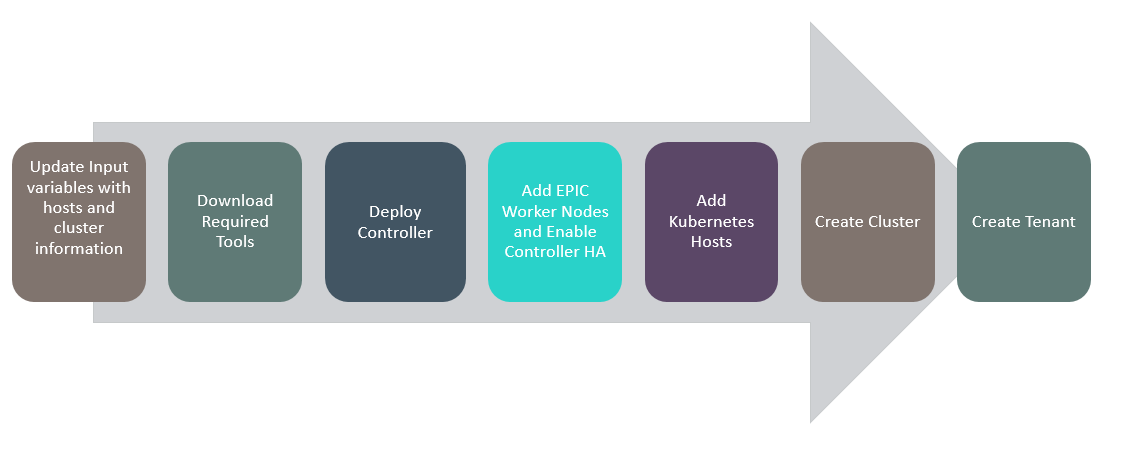 Update Input
variables with
hosts and
cluster
information
Download
Required
Tools
Deploy
Controller
Add EPIC
Worker Nodes
and Enable
Controller HA
Add
Kubernetes
Hosts
Create Cluster
Create Tenant